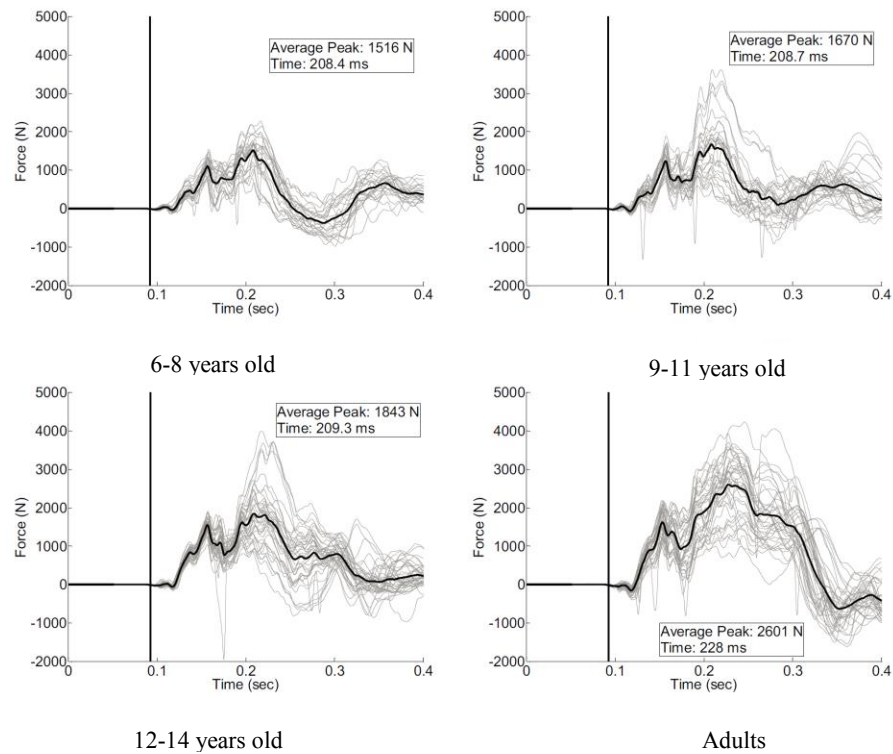 5000
4000
3000
2000
1000
0
-1000
-2000
Force (N)
Average Peak: 1516 N
Time: 208.4 ms
0 0.1 0.2 0.3 0.4
Time (sec)
6-8 years old
5000
4000
3000
2000
1000
0
-1000
-2000
Force (N)
Average Peak: 1670 N
Time: 208.7 ms
0 0.1 0.2 0.3 0.4
Time (sec)
9-11 years old
5000
4000
3000
2000
1000
0
-1000
-2000
Force (N)
Average Peak: 1843 N
Time: 209.3 ms
0 0.1 0.2 0.3 0.4
Time (sec)
12-14 years old
5000
4000
3000
2000
1000
0
-1000
-2000
Force (N)
Average Peak: 2601 N
Time: 228 ms
0 0.1 0.2 0.3 0.4
Time (sec)
Adults